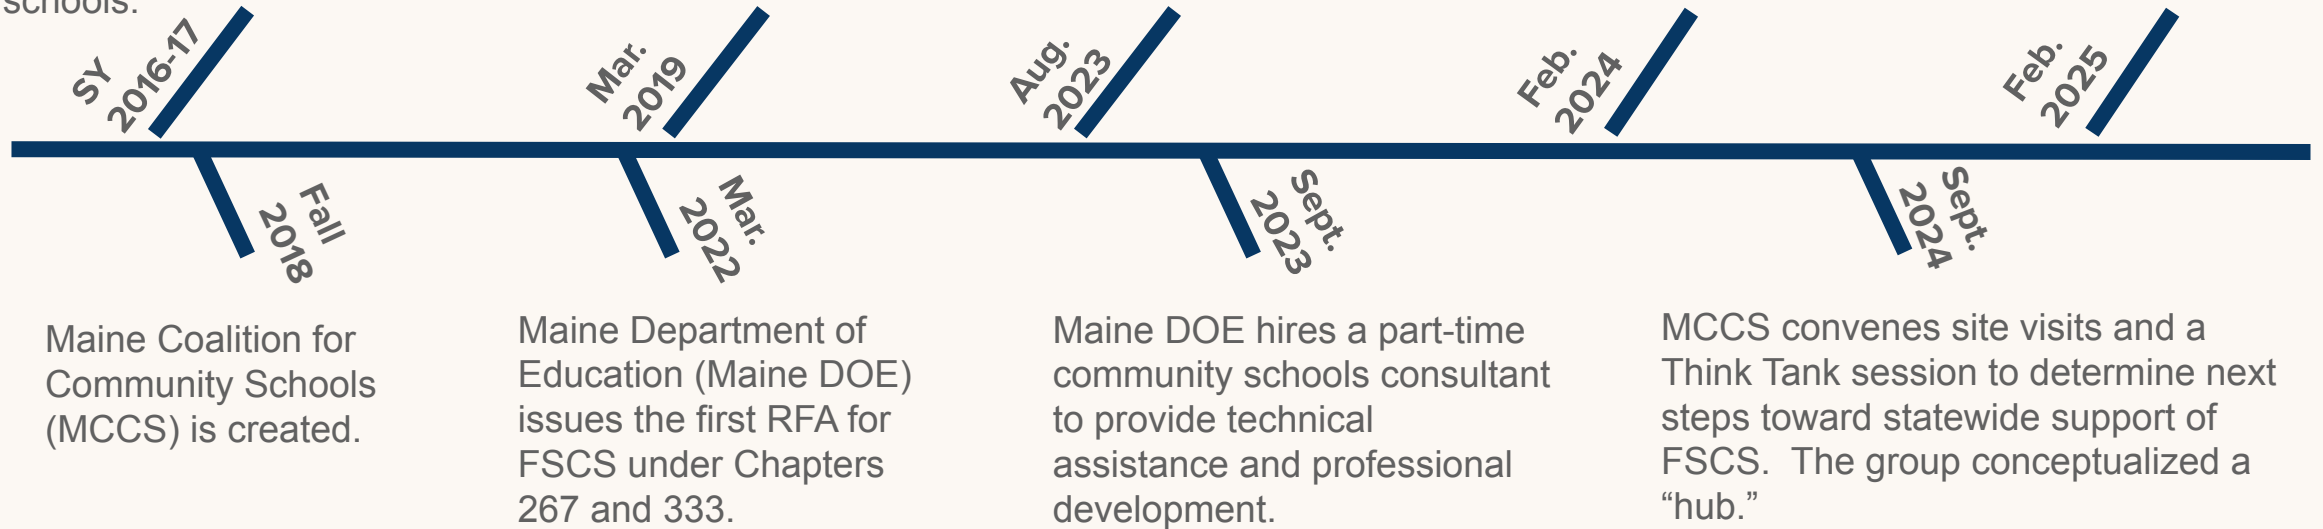 schools.
SY
2016-17
Mar.
2019
Aug.
2023
Feb.
2024
Feb.
2025
Fall
2018
Mar.
2022
Sept.
2023
Sept.
2024
Maine Coalition for
Community Schools
(MCCS) is created.
Maine Department of
Education (Maine DOE)
issues the first RFA for
FSCS under Chapters
267 and 333.
Maine DOE hires a part-time
community schools consultant
to provide technical
assistance and professional
development.
MCCS convenes site visits and a
Think Tank session to determine next
steps toward statewide support of
FSCS.  The group conceptualized a
“hub.”